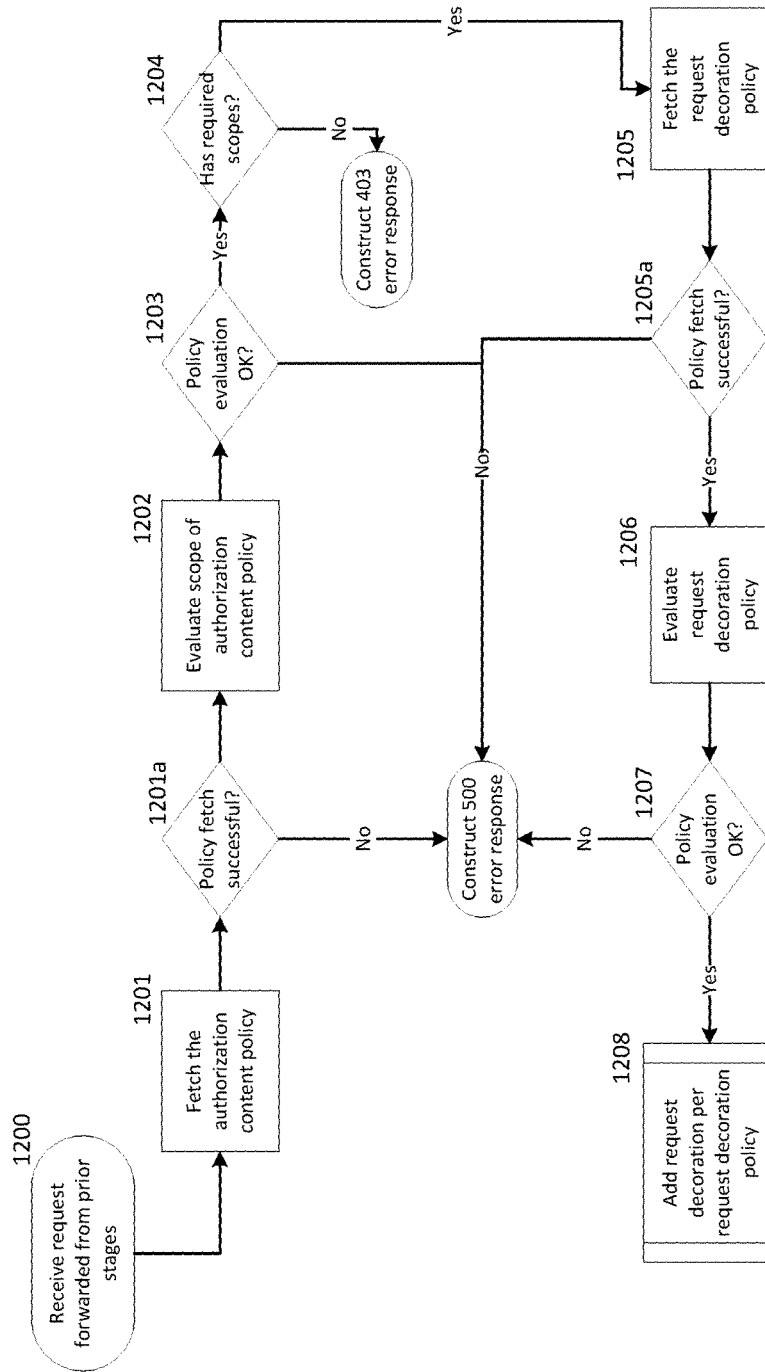 1200
Receive request
forwarded from prior
stages
1201
Fetch the
authorization
content policy
1201a
Policy fetch
successful?
No
1202
Evaluate scope of
authorization
content policy
1203
Policy
evaluation
OK?
Yes
1204
Has required
scopes?
No
Construct 403
error response
Yes
1205
Fetch the
request
decoration
policy
1205a
Policy fetch
successful?
No
Yes
1206
Evaluate
request
decoration
policy
1207
Policy
evaluation
OK?
No
Construct 500
error response
Yes
1208
Add request
decoration per
request decoration
policy